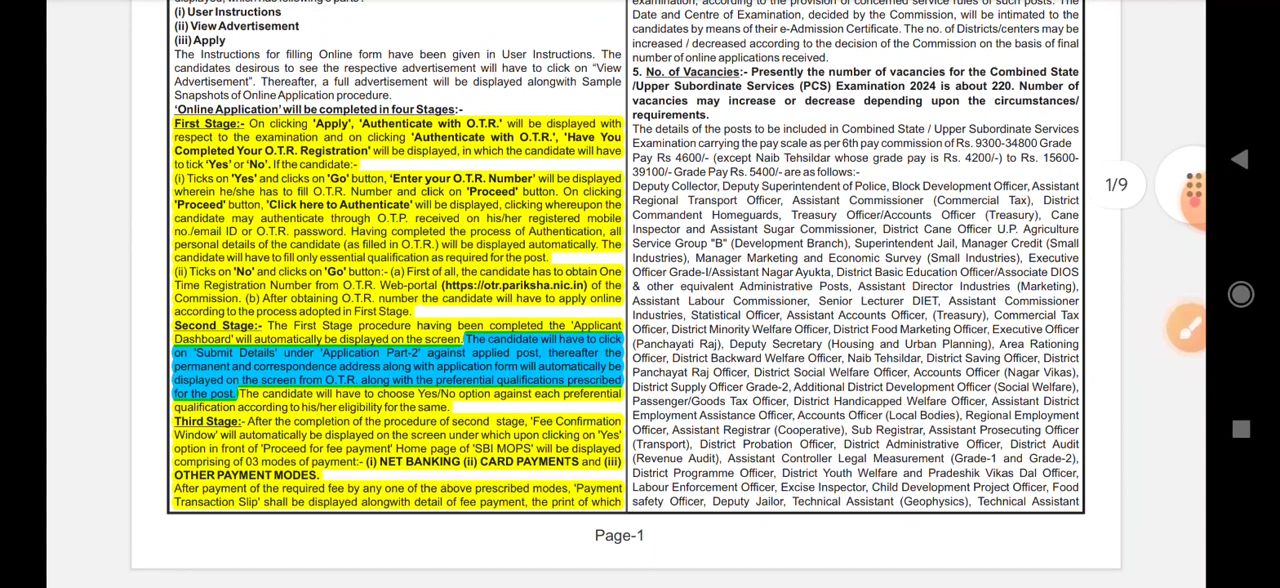 (i) User Instructions
(ii) View Advertisement
(iii) Apply
The Instructions for filling Online form have been given in User Instructions. The
candidates desirous to see the respective advertisement will have to click on "View
Advertisement". Thereafter, a full advertisement will be displayed alongwith Sample
Snapshots of Online Application procedure.
'Online Application' will be completed in four Stages:-
First Stage:- On clicking 'Apply', 'Authenticate with O.T.R.' will be displayed with
respect to the examination and on clicking 'Authenticate with O.T.R.', 'Have You
Completed Your O.T.R. Registration' will be displayed, in which the candidate will have
to tick 'Yes' or 'No'. If the candidate:-
(i) Ticks on 'Yes' and clicks on 'Go' button, 'Enter your O.T.R. Number' will be displayed
wherein he/she has to fill O.T.R. Number and click on 'Proceed' button. On clicking
'Proceed' button, 'Click here to Authenticate' will be displayed, clicking whereupon the
candidate may authenticate through O.T.P. received on his/her registered mobile
no./email ID or O.T.R. password. Having completed the process of Authentication, all
personal details of the candidate (as filled in O.T.R.) will be displayed automatically. The
candidate will have to fill only essential qualification as required for the post.
(ii) Ticks on 'No' and clicks on 'Go' button:- (a) First of all, the candidate has to obtain One
Time Registration Number from O.T.R. Web-portal (https://otr.pariksha.nic.in) of the
Commission. (b) After obtaining O.T.R. number the candidate will have to apply online
according to the process adopted in First Stage.
Second Stage:- The First Stage procedure having been completed the 'Applicant
Dashboard' will automatically be displayed on the screen. The candidate will have to click
on 'Submit Details' under 'Application Part-2' against applied post, thereafter the
permanent and correspondence address along with application form will automatically be
displayed on the screen from O.T.R. along with the preferential qualifications prescribed
for the post. The candidate will have to choose Yes/No option against each preferential
qualification according to his/her eligibility for the same.
Third Stage:- After the completion of the procedure of second stage, 'Fee Confirmation
Window' will automatically be displayed on the screen under which upon clicking on 'Yes'
option in front of 'Proceed for fee payment' Home page of 'SBI MOPS' will be displayed
comprising of 03 modes of payment:- (i) NET BANKING (ii) CARD PAYMENTS and (iii)
OTHER PAYMENT MODES.
After payment of the required fee by any one of the above prescribed modes, 'Payment
Transaction Slip' shall be displayed alongwith detail of fee payment, the print of which
examination, according to the provision of concerned service rules of such posts. The
Date and Centre of Examination, decided by the Commission, will be intimated to the
candidates by means of their e-Admission Certificate. The no. of Districts/centers may be
increased / decreased according to the decision of the Commission on the basis of final
number of online applications received.
5. No. of Vacancies:- Presently the number of vacancies for the Combined State
/Upper Subordinate Services (PCS) Examination 2024 is about 220. Number of
vacancies may increase or decrease depending upon the circumstances/
requirements.
The details of the posts to be included in Combined State / Upper Subordinate Services
Examination carrying the pay scale as per 6th pay commission of Rs. 9300-34800 Grade
Pay Rs 4600/- (except Naib Tehsildar whose grade pay is Rs. 4200/-) to Rs. 15600-
39100/- Grade Pay Rs. 5400/- are as follows:-
Deputy Collector, Deputy Superintendent of Police, Block Development Officer, Assistant
Regional Transport Officer, Assistant Commissioner (Commercial Tax), District
Commandent Homeguards, Treasury Officer/Accounts Officer (Treasury), Cane
Inspector and Assistant Sugar Commissioner, District Cane Officer U.P. Agriculture
Service Group "B" (Development Branch), Superintendent Jail, Manager Credit (Small
Industries), Manager Marketing and Economic Survey (Small Industries), Executive
Officer Grade-I/Assistant Nagar Ayukta, District Basic Education Officer/Associate DIOS
& other equivalent Administrative Posts, Assistant Director Industries (Marketing),
Assistant Labour Commissioner, Senior Lecturer DIET, Assistant Commissioner
Industries, Statistical Officer, Assistant Accounts Officer, (Treasury), Commercial Tax
Officer, District Minority Welfare Officer, District Food Marketing Officer, Executive Officer
(Panchayati Raj), Deputy Secretary (Housing and Urban Planning), Area Rationing
Officer, District Backward Welfare Officer, Naib Tehsildar, District Saving Officer, District
Panchayat Raj Officer, District Social Welfare Officer, Accounts Officer (Nagar Vikas),
District Supply Officer Grade-2, Additional District Development Officer (Social Welfare),
Passenger/Goods Tax Officer, District Handicapped Welfare Officer, Assistant District
Employment Assistance Officer, Accounts Officer (Local Bodies), Regional Employment
Officer, Assistant Registrar (Cooperative), Sub Registrar, Assistant Prosecuting Officer
(Transport), District Probation Officer, District Administrative Officer, District Audit
(Revenue Audit), Assistant Controller Legal Measurement (Grade-1 and Grade-2),
District Programme Officer, District Youth Welfare and Pradeshik Vikas Dal Officer,
Labour Enforcement Officer, Excise Inspector, Child Development Project Officer, Food
safety Officer, Deputy Jailor, Technical Assistant (Geophysics), Technical Assistant
Page-1
1/9